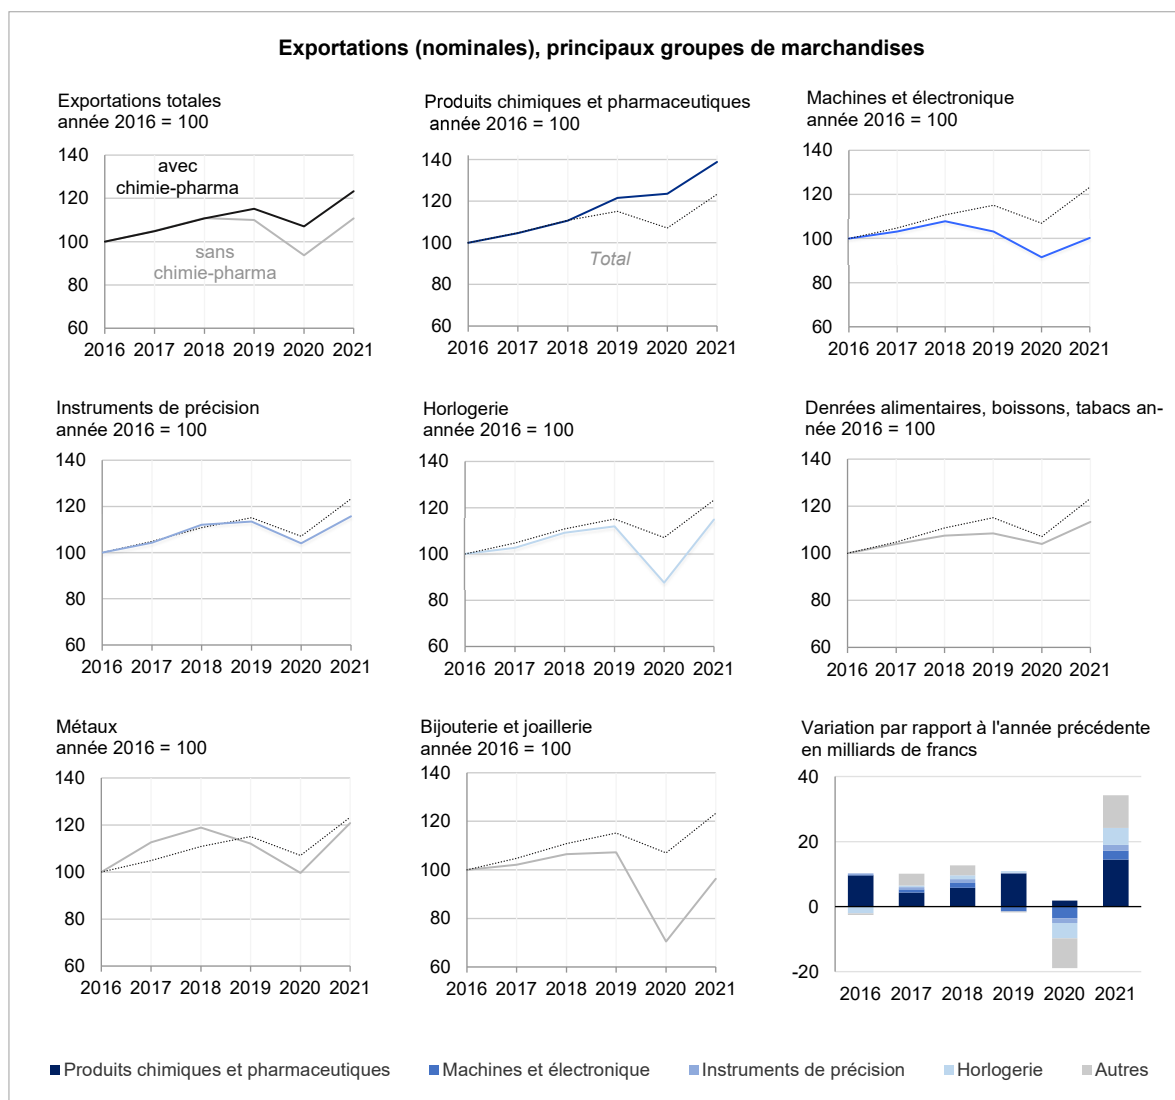 Exportations (nominales), principaux groupes de marchandises
Exportations totales
année 2016 = 100
140
120
100
80
60
avec
chimie-pharma
sans
chimie-pharma
2016 2017 2018 2019 2020 2021
Produits chimiques et pharmaceutiques
année 2016 = 100
140
120
100
80
60
Total
2016 2017 2018 2019 2020 2021
Machines et électronique
année 2016 = 100
140
120
100
80
60
2016 2017 2018 2019 2020 2021
Instruments de précision
année 2016 = 100
140
120
100
80
60
2016 2017 2018 2019 2020 2021
Horlogerie
année 2016 = 100
140
120
100
80
60
2016 2017 2018 2019 2020 2021
Denrées alimentaires, boissons, tabacs an-
née 2016 = 100
140
120
100
80
60
2016 2017 2018 2019 2020 2021
Métaux
année 2016 = 100
140
120
100
80
60
2016 2017 2018 2019 2020 2021
Bijouterie et joaillerie
année 2016 = 100
140
120
100
80
60
2016 2017 2018 2019 2020 2021
Variation par rapport à l'année précédente
en milliards de francs
40
20
0
-20
2016 2017 2018 2019 2020 2021
Produits chimiques et pharmaceutiques Machines et électronique Instruments de précision Horlogerie Autres